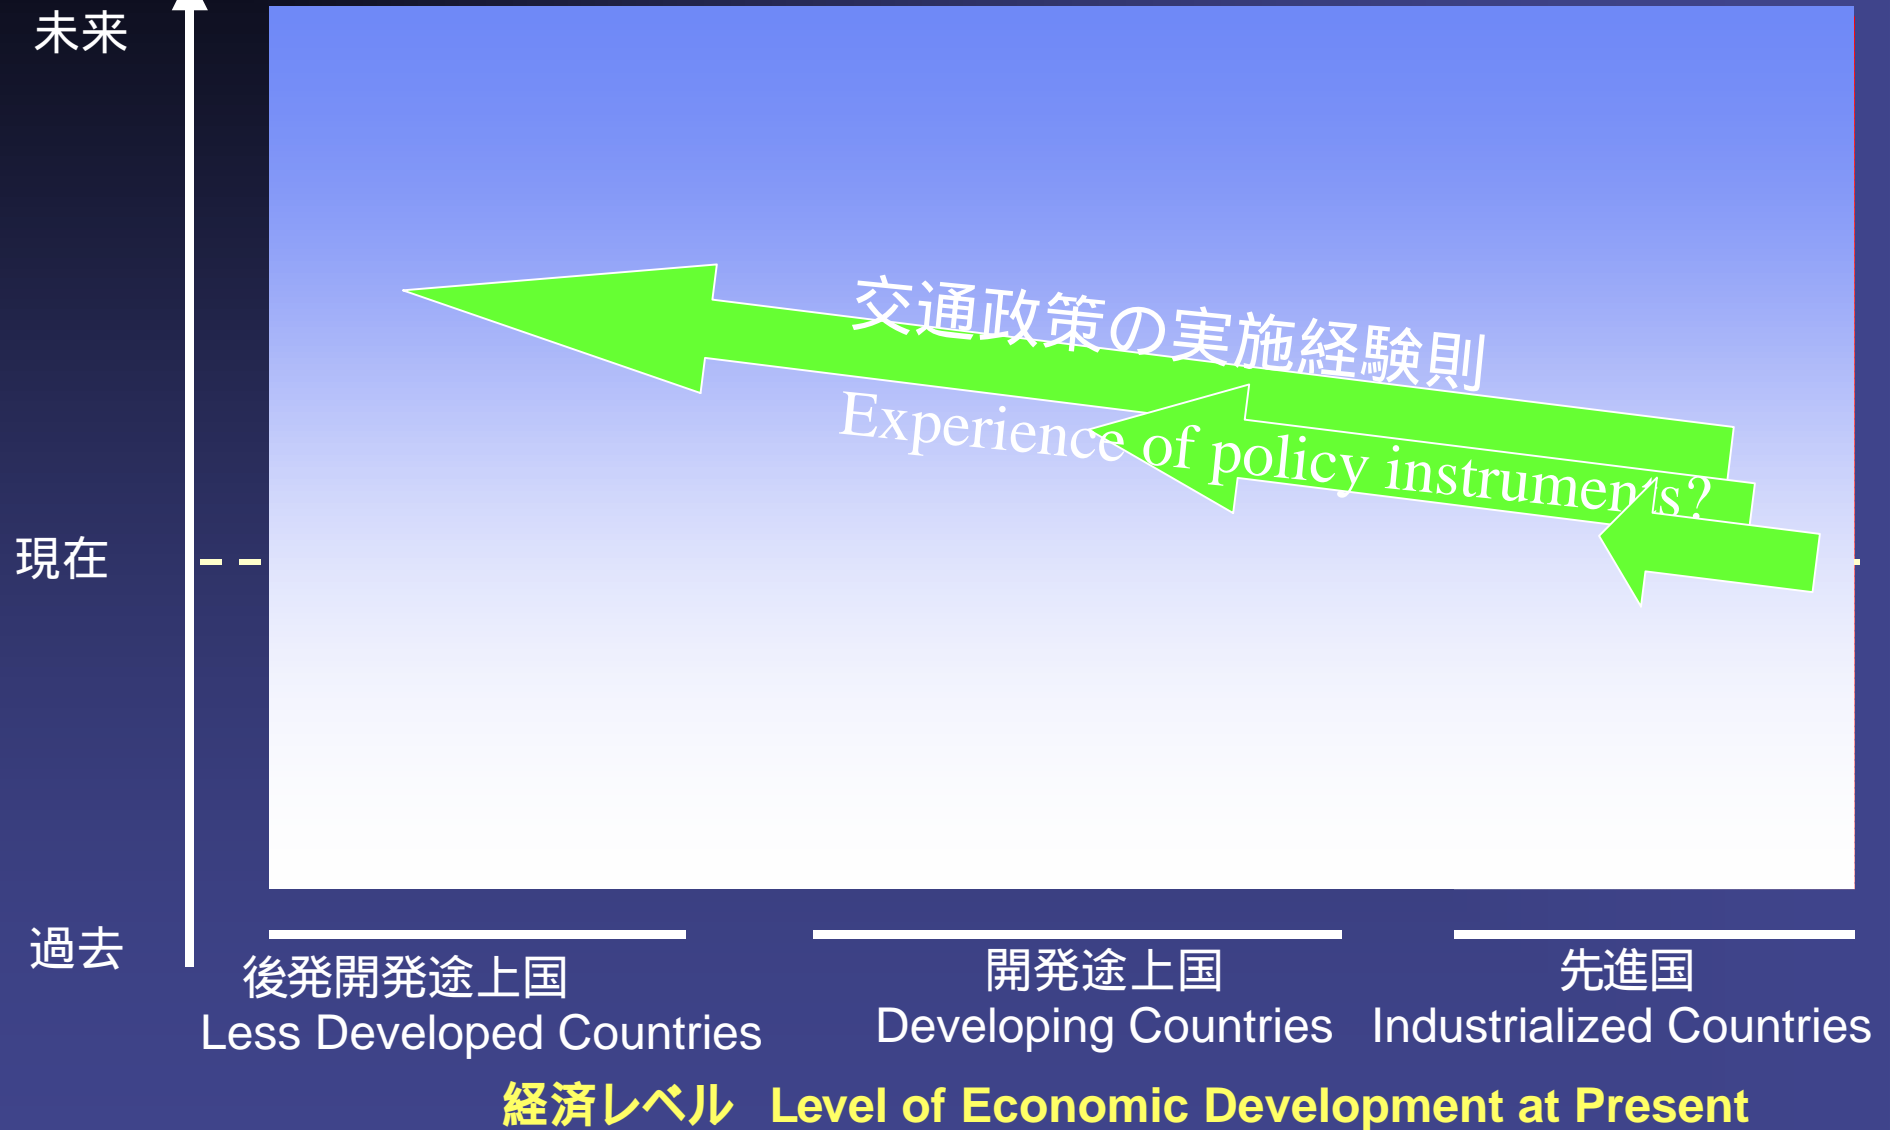 未来
交通政策の実施経験則
Experience of policy instruments?
現在
過去
後発開発途上国
Less Developed Countries
開発途上国
Developing Countries
先進国
Industrialized Countries
経済レベル Level of Economic Development at Present